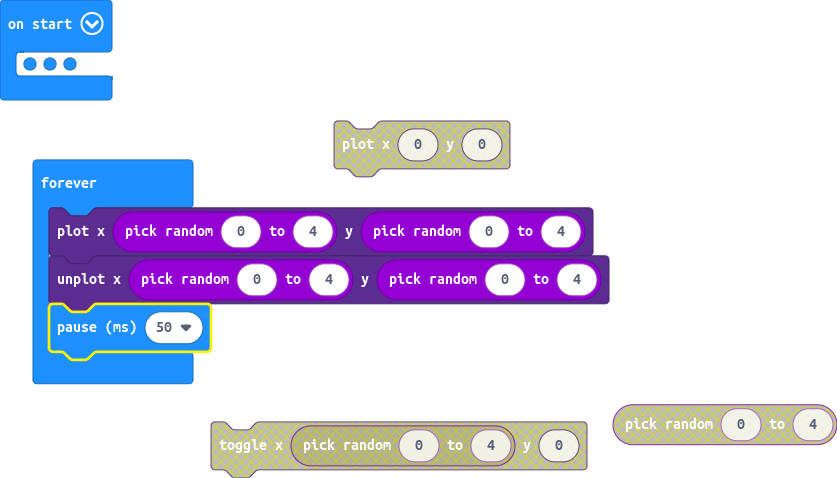 on start
plot x 0 y 0
forever
plot x pick random 0 to 4 y pick random 0 to 4
unplot x pick random 0 to 4 y pick random 0 to 4
pause (ms) 50
toggle x pick random 0 to 4 y 0
pick random 0 to 4